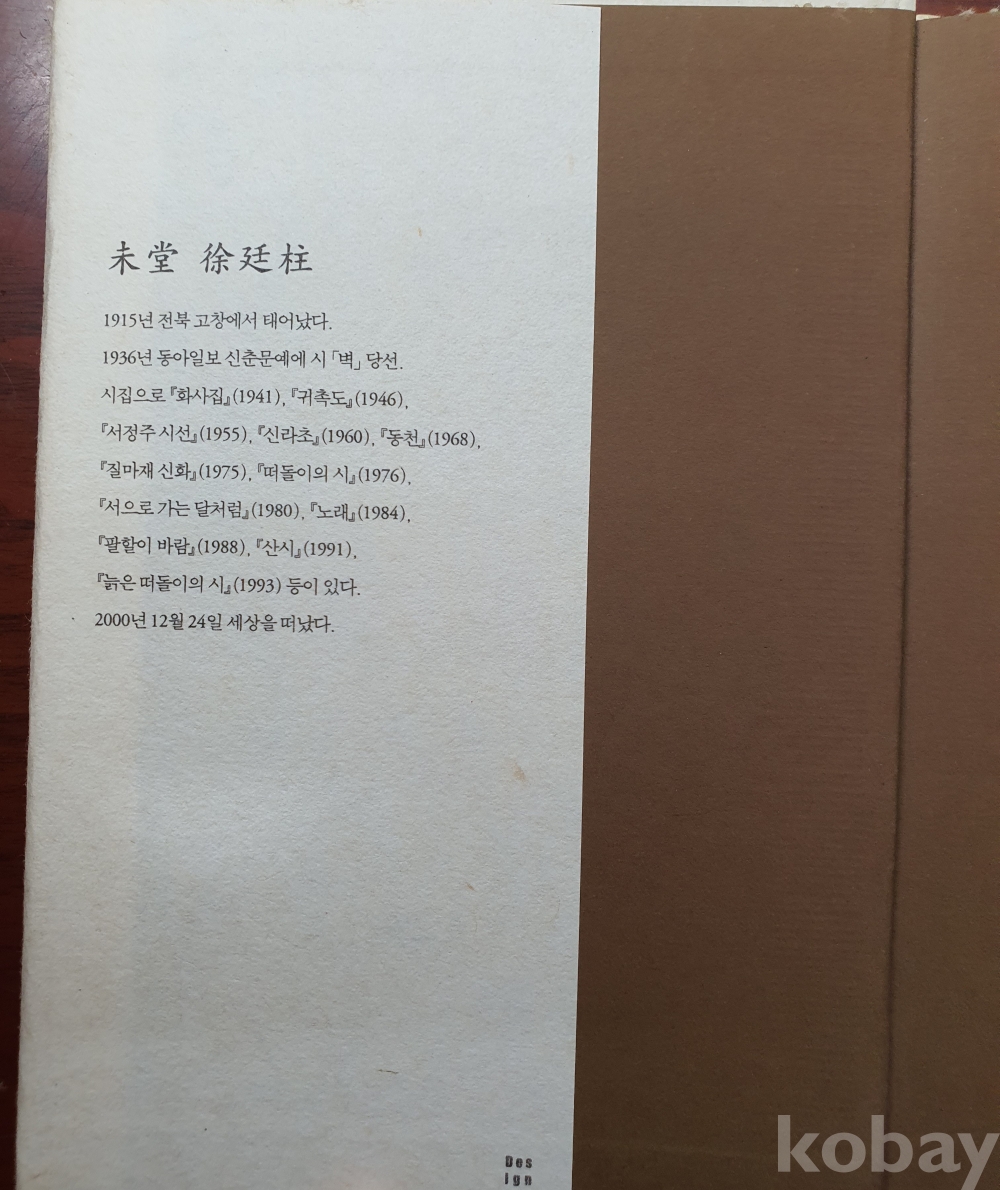 未堂 徐廷柱
1915년 전북 고창에서 태어났다.
1936년 동아일보 신춘문예에 시 「벽」 당선.
시집으로 『화사집』(1941), 『귀촉도』(1946),
『서정주 시선』(1955), 『신라초』(1960), 『동천』(1968),
『질마재 신화』(1975), 『떠돌이의 시』(1976),
『서으로 가는 달처럼』(1980), 『노래』(1984),
『팔할이 바람』(1988), 『산시』(1991),
『늙은 떠돌이의 시』(1993) 등이 있다.
2000년 12월 24일 세상을 떠났다.
Des
ign
kobay